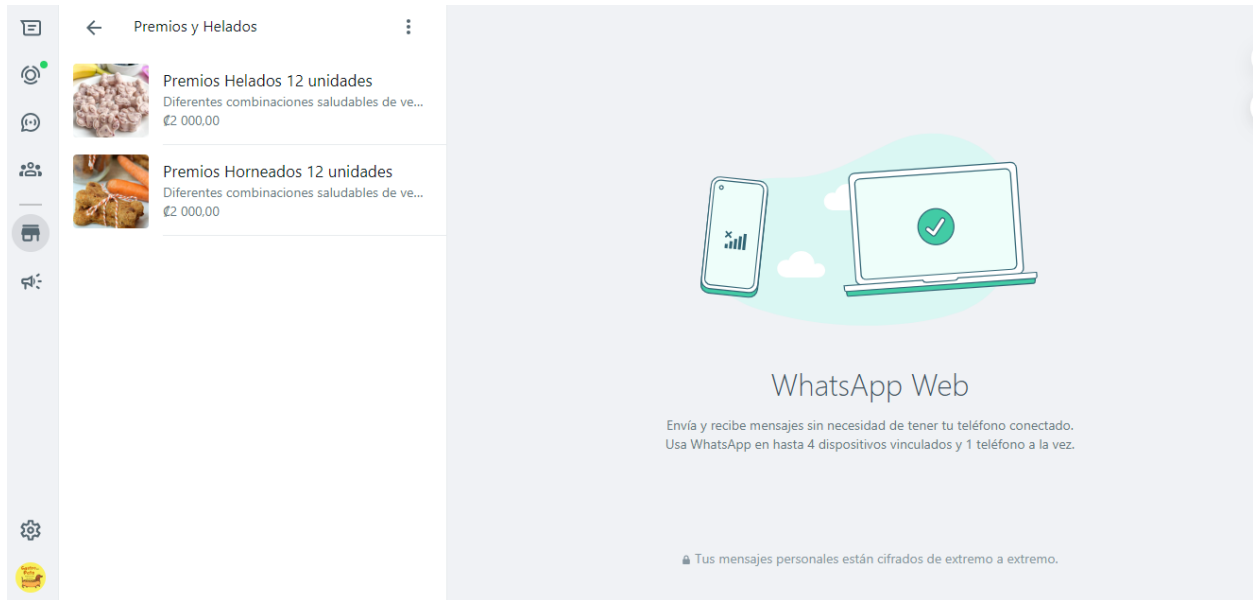 Premios y Helados
Premios Helados 12 unidades
Diferentes combinaciones saludables de ve...
₡2 000,00
Premios Horneados 12 unidades
Diferentes combinaciones saludables de ve...
₡2 000,00
WhatsApp Web
Envía y recibe mensajes sin necesidad de tener tu teléfono conectado.
Usa WhatsApp en hasta 4 dispositivos vinculados y 1 teléfono a la vez.
Tus mensajes personales están cifrados de extremo a extremo.